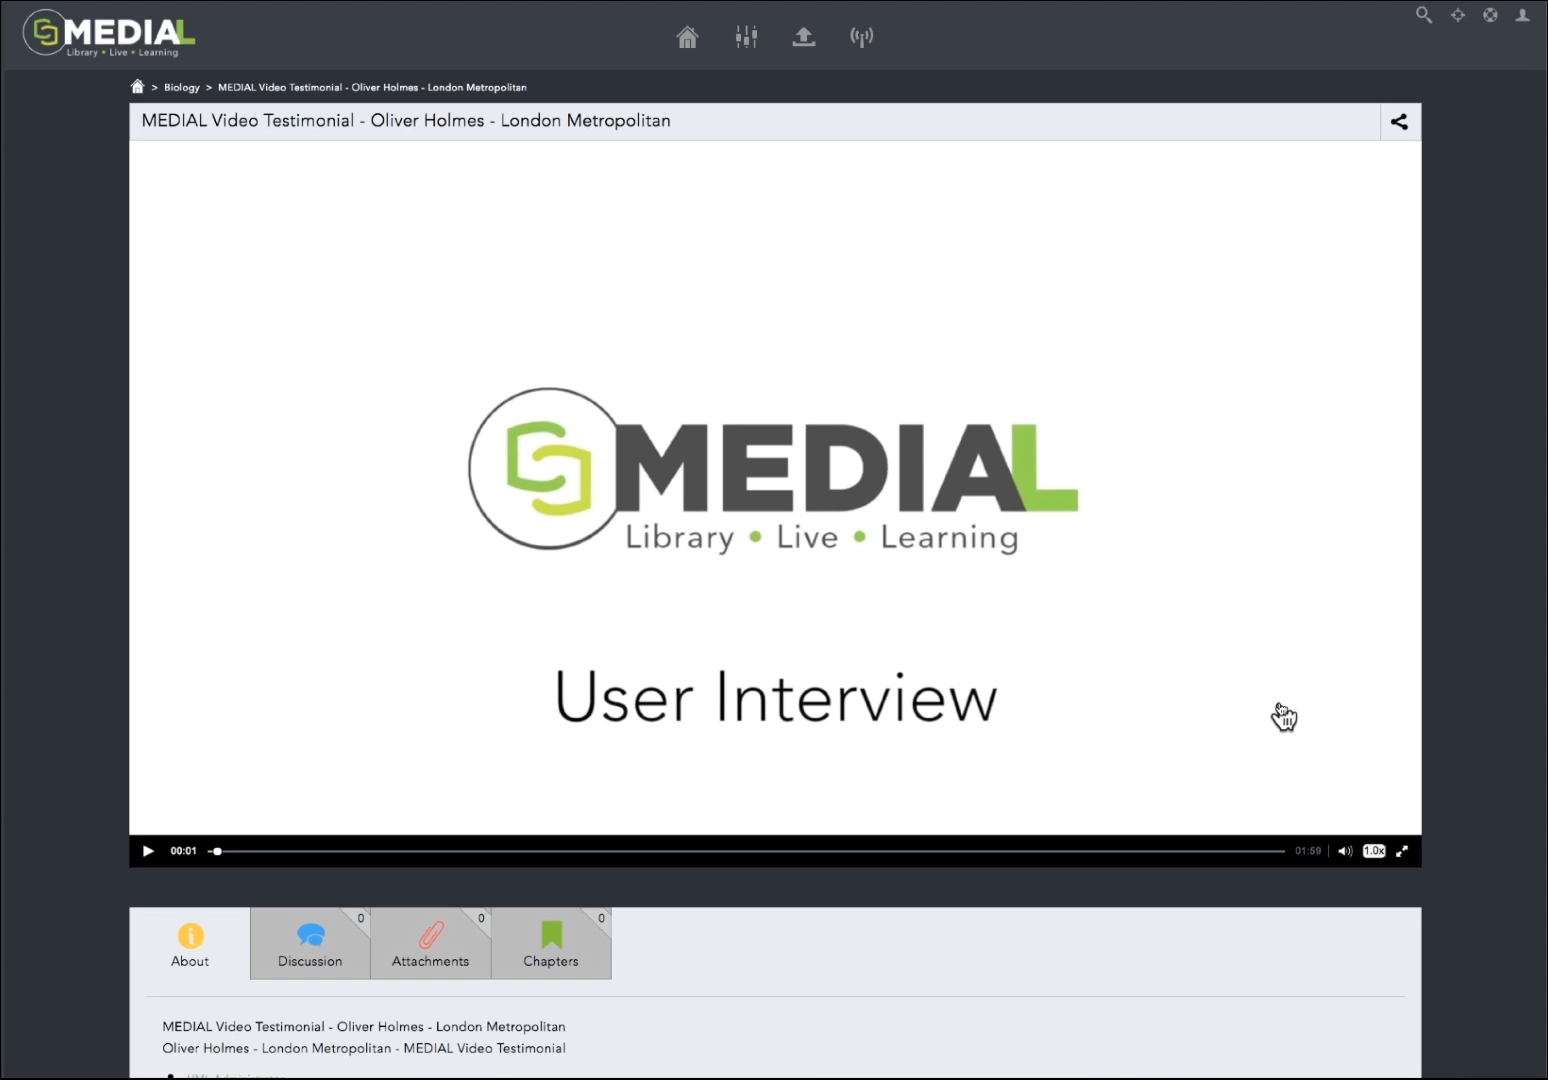 MEDIAL
Library • Live • Learning
> Biology > MEDIAL Video Testimonial - Oliver Holmes - London Metropolitan
MEDIAL Video Testimonial - Oliver Holmes - London Metropolitan
MEDIAL
Library • Live • Learning
User Interview
00:01 01:59 1.0x
0 0 0
About Discussion Attachments Chapters
MEDIAL Video Testimonial - Oliver Holmes - London Metropolitan
Oliver Holmes - London Metropolitan - MEDIAL Video Testimonial